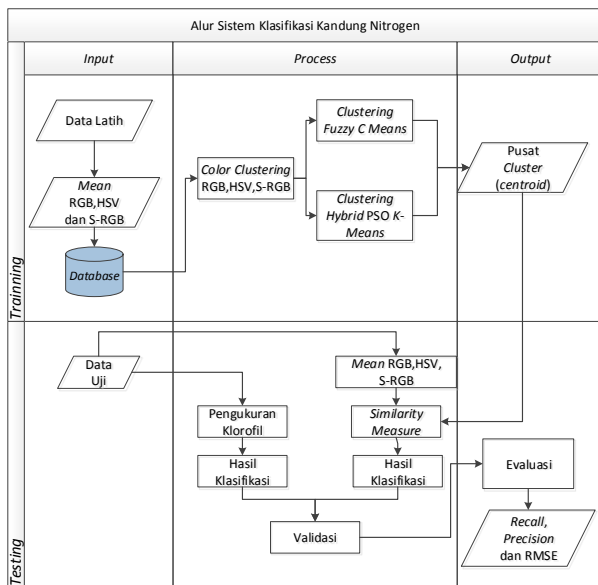 Alur Sistem Klasifikasi Kandung Nitrogen
Input
Process
Output
Trainning
Data Latih
Mean
RGB,HSV
dan S-RGB
Database
Color Clustering
RGB,HSV,S-RGB
Clustering
Fuzzy C Means
Clustering
Hybrid PSO K-
Means
Pusat
Cluster
(centroid)
Testing
Data
Uji
Mean RGB,HSV,
S-RGB
Pengukuran
Klorofil
Similarity
Measure
Hasil
Klasifikasi
Hasil
Klasifikasi
Validasi
Evaluasi
Recall,
Precision
dan RMSE